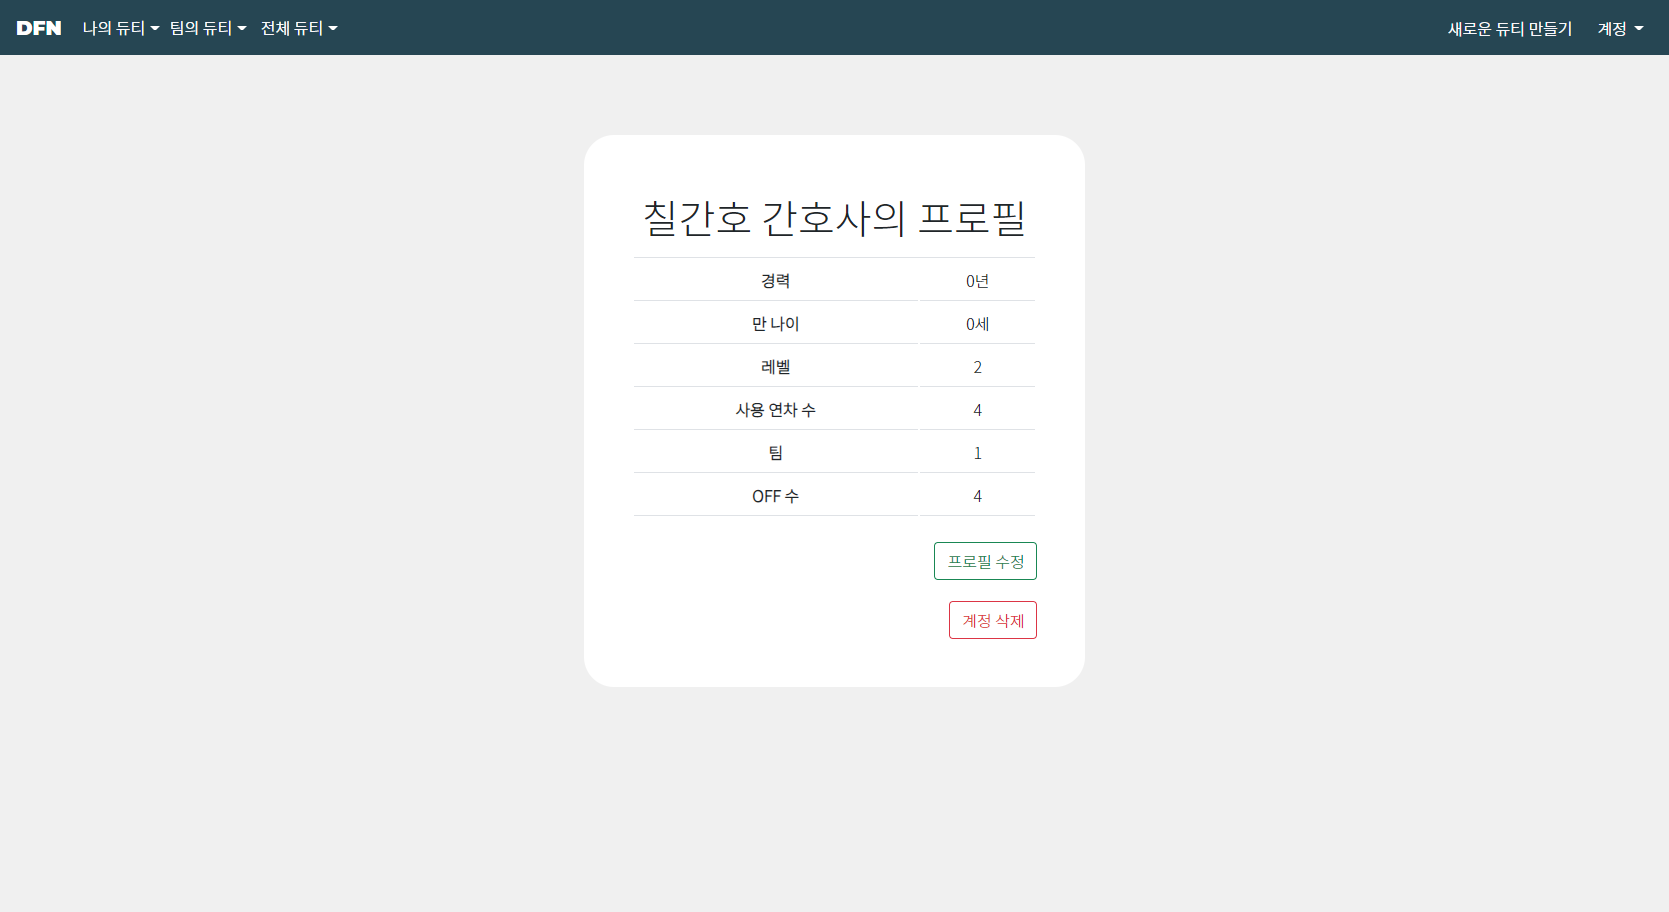 DFN 나의 듀티 팀의 듀티 전체 듀티 새로운 듀티 만들기 계정
칠간호 간호사의 프로필
경력 0년
만 나이 0세
레벨 2
사용 연차 수 4
팀 1
OFF 수 4
프로필 수정
계정 삭제